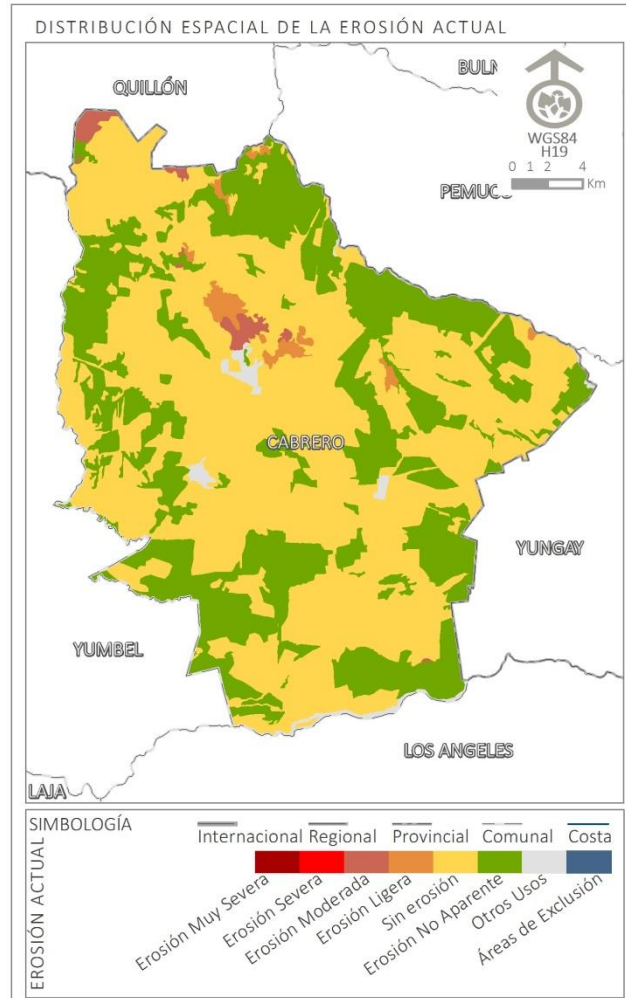 DISTRIBUCIÓN ESPACIAL DE LA EROSIÓN ACTUAL
QUILLÓN
BULN
WGS84
H19
0 1 2 4
Km
PEMUCO
CABRERO
YUNGAY
YUMBEL
LOS ANGELES
LAJA
SIMBOLOGÍA
Internacional Regional Provincial Comunal Costa
EROSIÓN ACTUAL
Erosión Muy Severa
Erosión Severa
Erosión Moderada
Erosión Ligera
Sin erosión
Erosión No Aparente
Otros Usos
Áreas de Exclusión